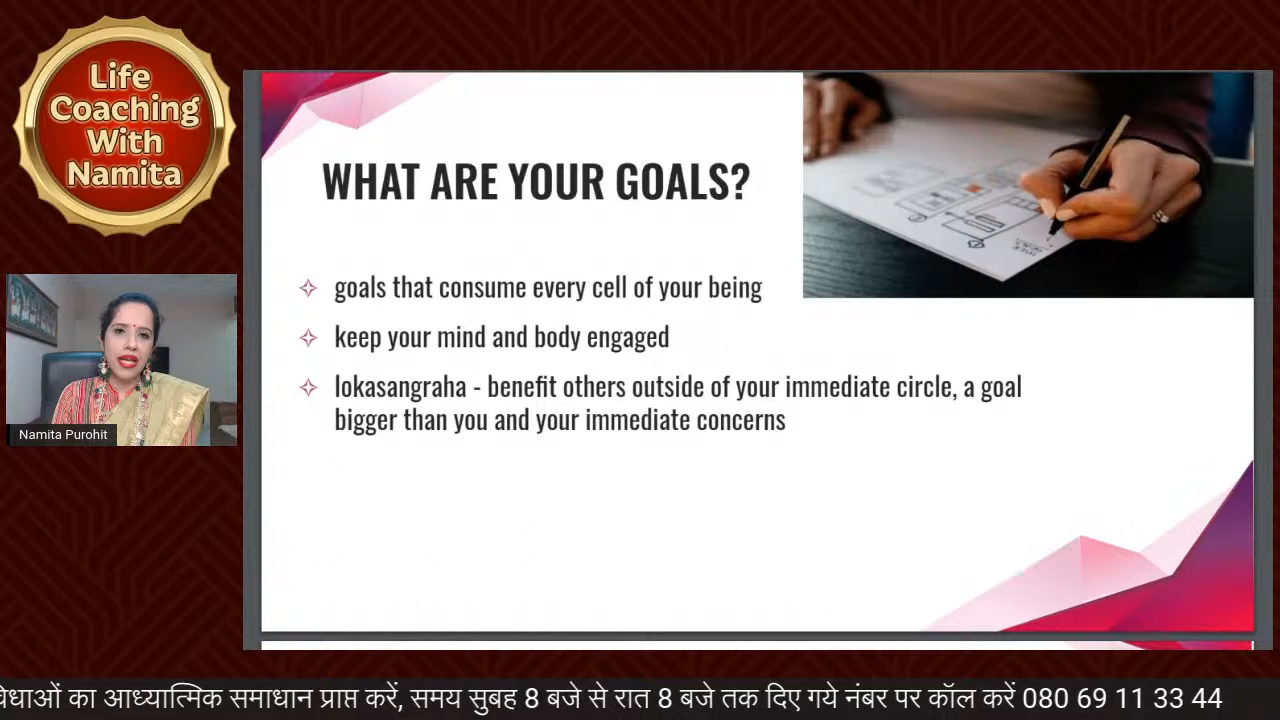 Life
Coaching
With
Namita
WHAT ARE YOUR GOALS?
goals that consume every cell of your being
keep your mind and body engaged
lokasangraha - benefit others outside of your immediate circle, a goal
bigger than you and your immediate concerns
Namita Purohit
का आध्यात्मिक समाधान प्राप्त करें, समय सुबह 8 बजे से रात 8 बजे तक दिए गये नंबर पर कॉल करें 080 69 11 33 44